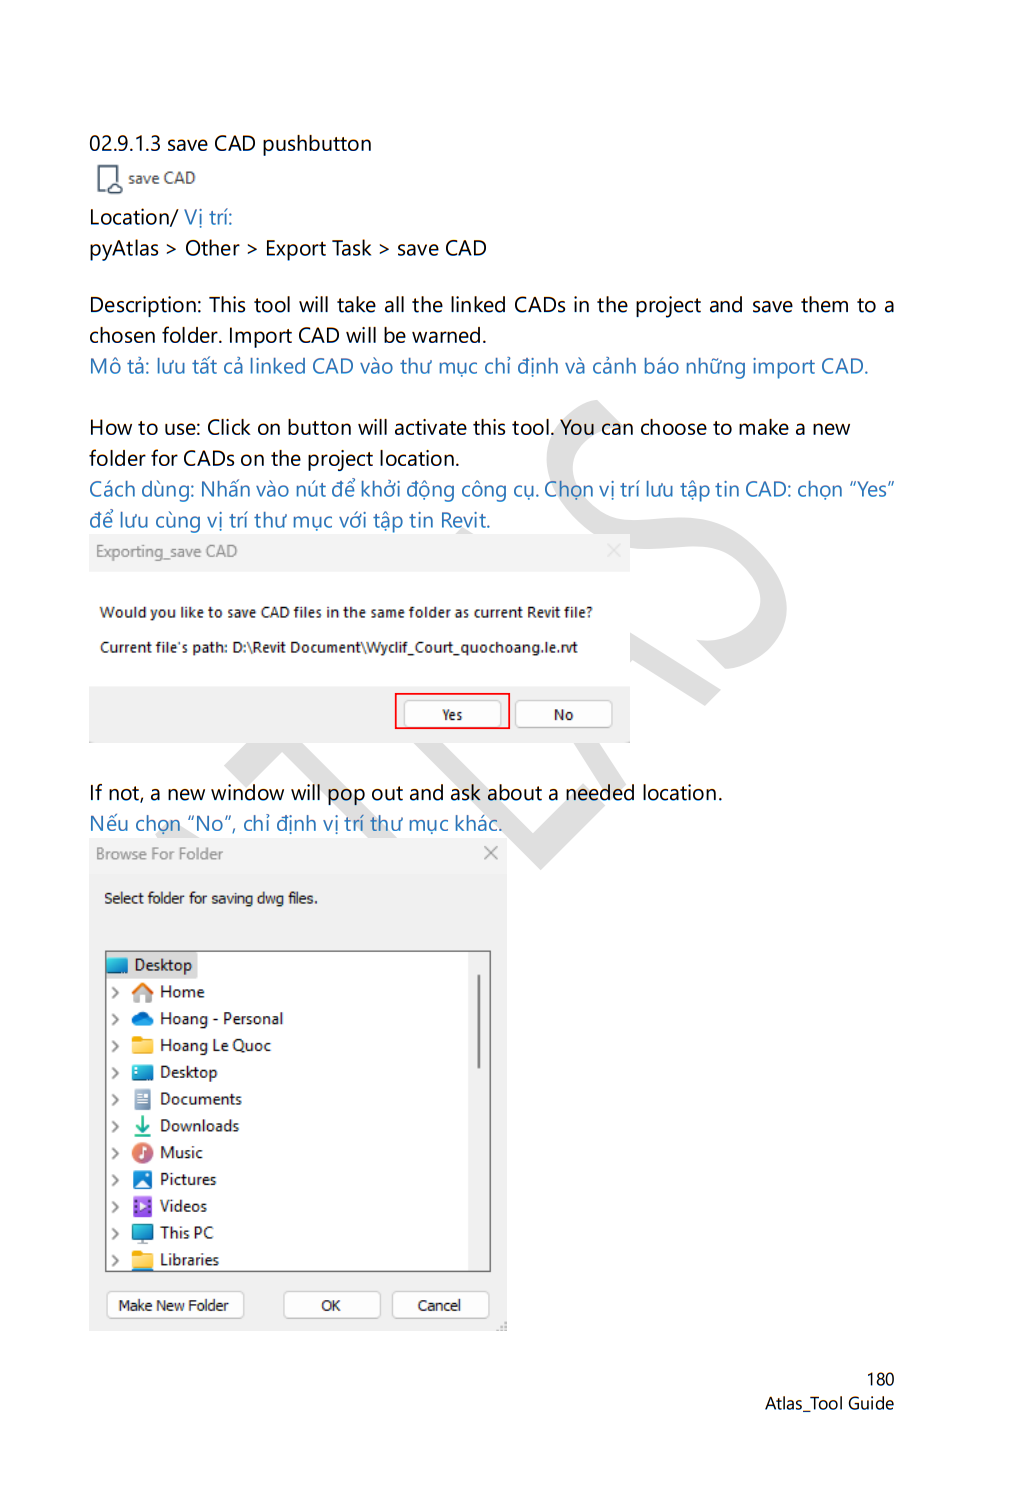 02.9.1.3 save CAD pushbutton
save CAD
Location/ Vị trí:
pyAtlas > Other > Export Task > save CAD
Description: This tool will take all the linked CADs in the project and save them to a
chosen folder. Import CAD will be warned.
Mô tả: lưu tất cả linked CAD vào thư mục chỉ định và cảnh báo những import CAD.
How to use: Click on button will activate this tool. You can choose to make a new
folder for CADs on the project location.
Cách dùng: Nhấn vào nút để khởi động công cụ. Chọn vị trí lưu tập tin CAD: chọn “Yes”
để lưu cùng vị trí thư mục với tập tin Revit.
Exporting_save CAD
Would you like to save CAD files in the same folder as current Revit file?
Current file's path: D:\Revit Document\Wyclif_Court_quochoang.le.rvt
Yes No
If not, a new window will pop out and ask about a needed location.
Nếu chọn “No”, chỉ định vị trí thư mục khác.
Browse For Folder
Select folder for saving dwg files.
Desktop
Home
Hoang - Personal
Hoang Le Quoc
Desktop
Documents
Downloads
Music
Pictures
Videos
This PC
Libraries
Make New Folder OK Cancel
180
Atlas_Tool Guide
ATLAS